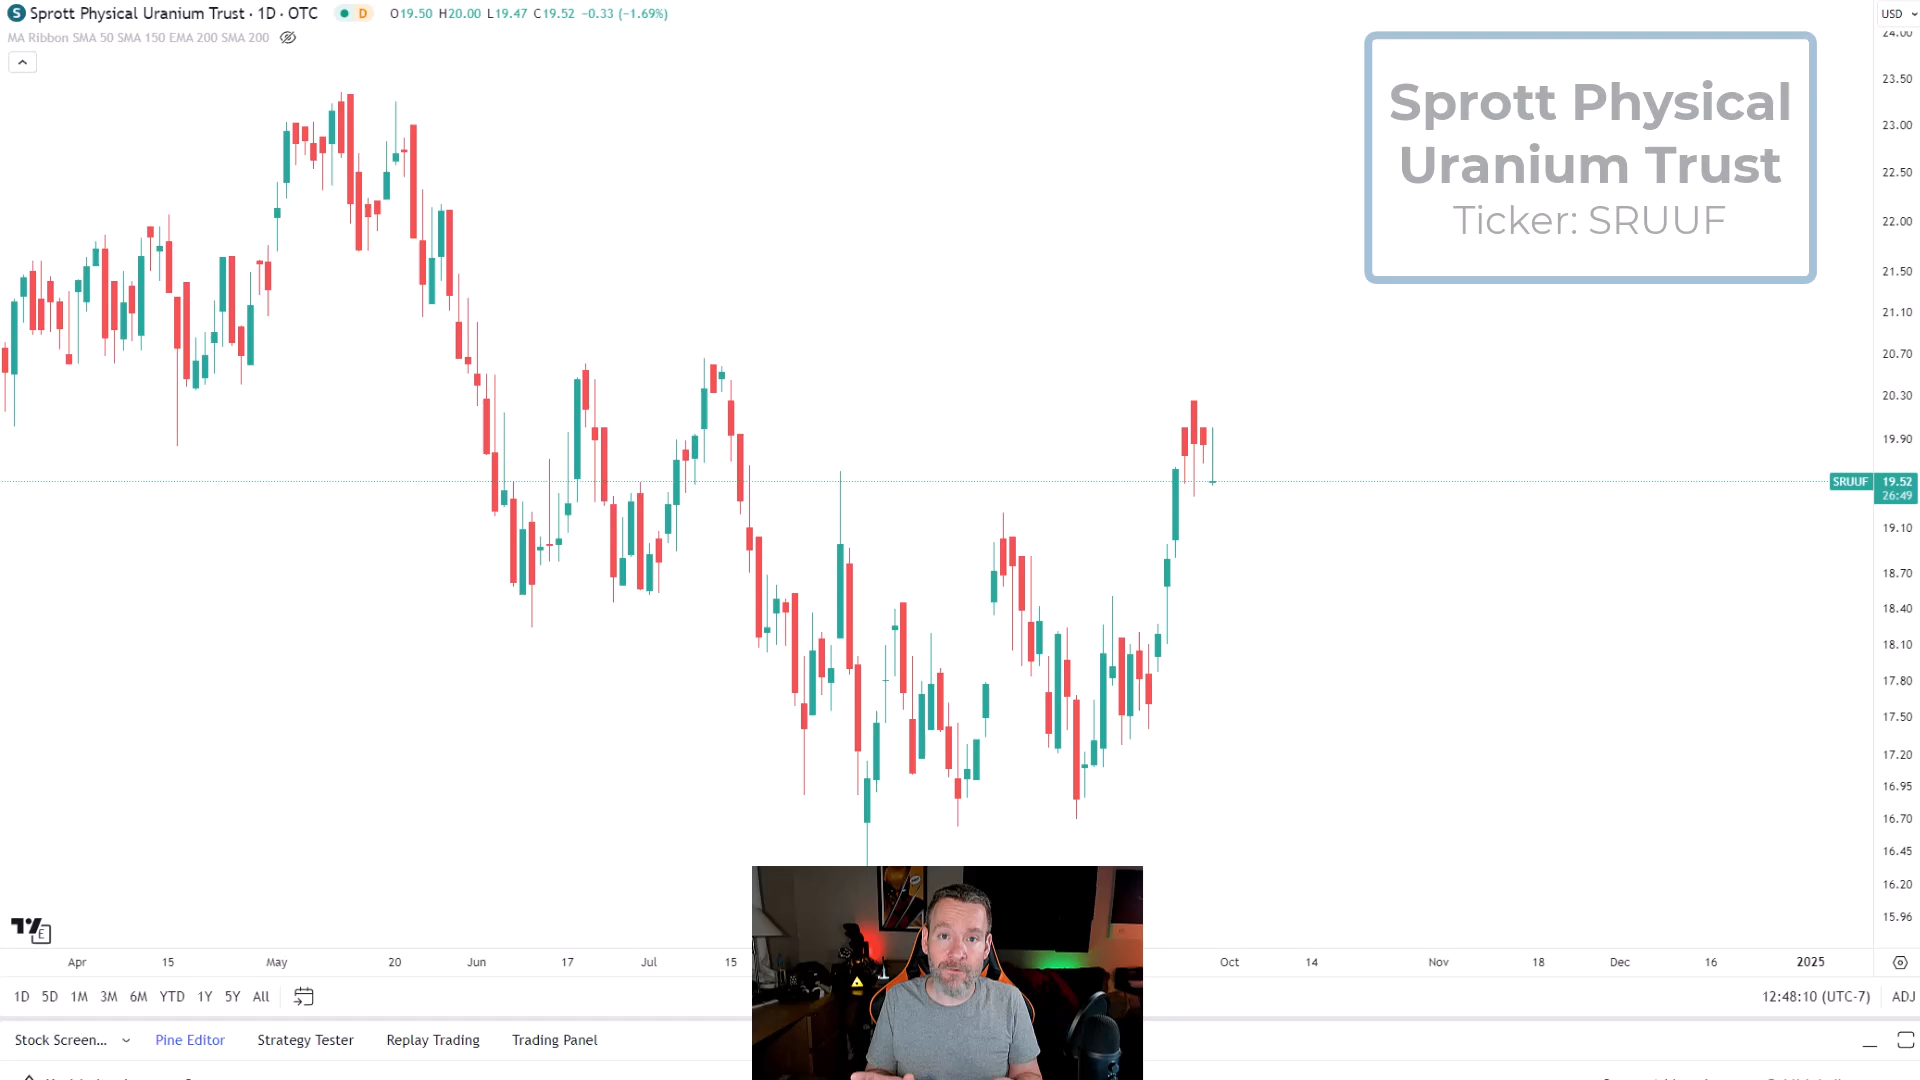 Sprott Physical Uranium Trust · 1D · OTC D O19.50 H20.00 L19.47 C19.52 −0.33 (−1.69%)
USD
MA Ribbon SMA 50 SMA 150 EMA 200 SMA 200
24.00
23.50
23.00
22.50
22.00
21.50
21.10
20.70
20.30
19.90
SRUUF 19.52
26:49
19.10
18.70
18.40
18.10
17.80
17.50
17.20
16.95
16.70
16.45
16.20
15.96
Sprott Physical
Uranium Trust
Ticker: SRUUF
Apr 15 May 20 Jun 17 Jul 15 Oct 14 Nov 18 Dec 16 2025
1D 5D 1M 3M 6M YTD 1Y 5Y All 12:48:10 (UTC-7) ADJ
Stock Screen... Pine Editor Strategy Tester Replay Trading Trading Panel